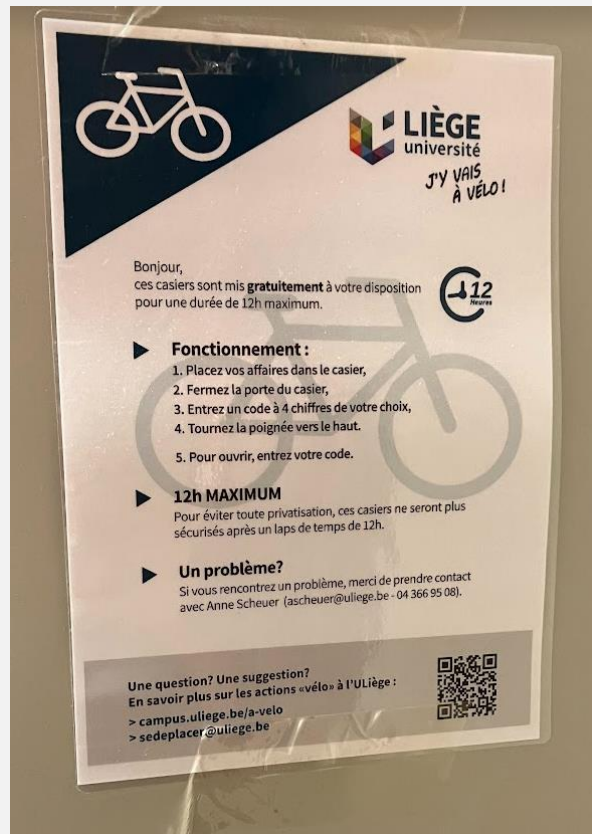 LIÈGE
université
J'Y VAIS
À VÉLO !
Bonjour,
ces casiers sont mis gratuitement à votre disposition
pour une durée de 12h maximum.
12
Heures
Fonctionnement :
1. Placez vos affaires dans le casier,
2. Fermez la porte du casier,
3. Entrez un code à 4 chiffres de votre choix,
4. Tournez la poignée vers le haut.
5. Pour ouvrir, entrez votre code.
12h MAXIMUM
Pour éviter toute privatisation, ces casiers ne seront plus
sécurisés après un laps de temps de 12h.
Un problème?
Si vous rencontrez un problème, merci de prendre contact
avec Anne Scheuer (ascheuer@uliege.be - 04 366 95 08).
Une question? Une suggestion?
En savoir plus sur les actions «vélo» à l'ULiège :
> campus.uliege.be/a-velo
> sedeplacer@uliege.be